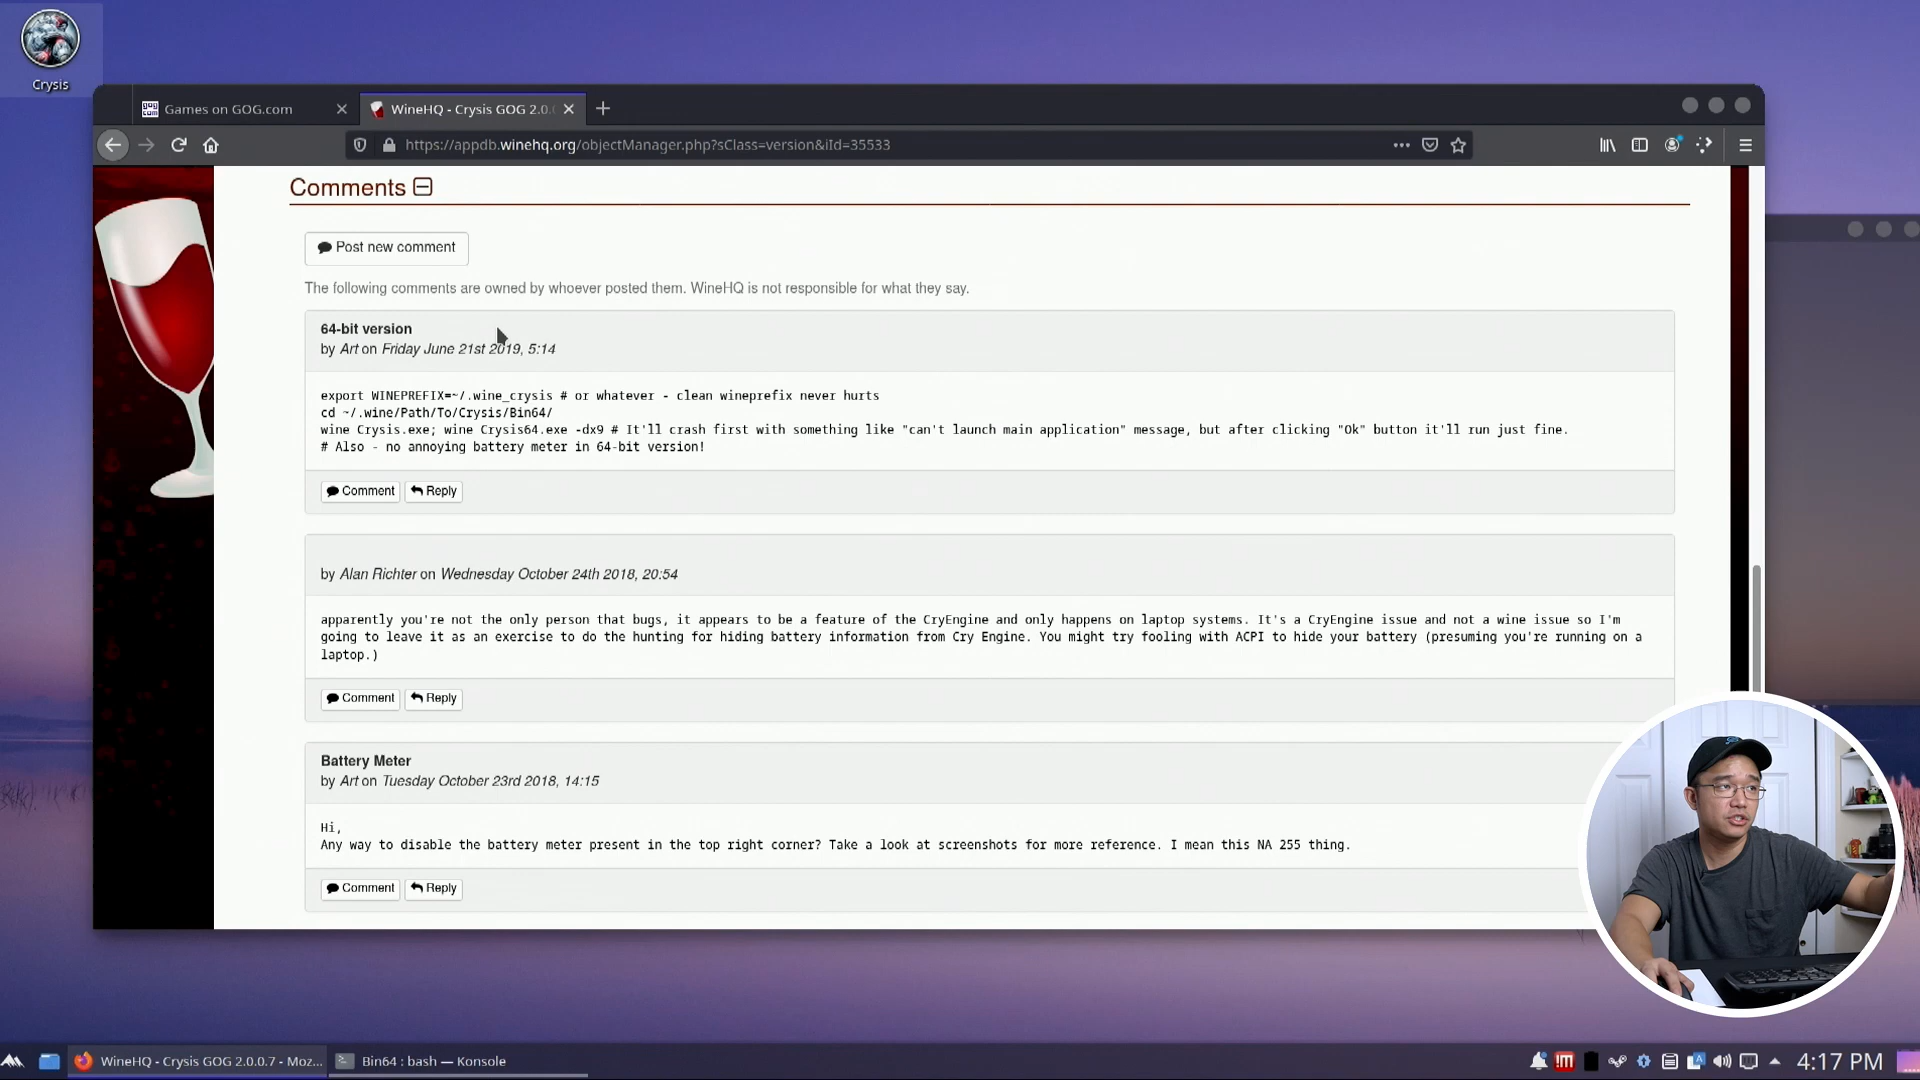 Crysis
Games on GOG.com
WineHQ - Crysis GOG 2.0.0
https://appdb.winehq.org/objectManager.php?sClass=version&iId=35533
Comments
Post new comment
The following comments are owned by whoever posted them. WineHQ is not responsible for what they say.
64-bit version
by Art on Friday June 21st 2019, 5:14
export WINEPREFIX=~/.wine_crysis # or whatever - clean wineprefix never hurts
cd ~/.wine/Path/To/Crysis/Bin64/
wine Crysis.exe; wine Crysis64.exe -dx9 # It'll crash first with something like "can't launch main application" message, but after clicking "Ok" button it'll run just fine.
# Also - no annoying battery meter in 64-bit version!
Comment Reply
by Alan Richter on Wednesday October 24th 2018, 20:54
apparently you're not the only person that bugs, it appears to be a feature of the CryEngine and only happens on laptop systems. It's a CryEngine issue and not a wine issue so I'm
going to leave it as an exercise to do the hunting for hiding battery information from Cry Engine. You might try fooling with ACPI to hide your battery (presuming you're running on a
laptop.)
Comment Reply
Battery Meter
by Art on Tuesday October 23rd 2018, 14:15
Hi,
Any way to disable the battery meter present in the top right corner? Take a look at screenshots for more reference. I mean this NA 255 thing.
Comment Reply
WineHQ - Crysis GOG 2.0.0.7 - Moz...
Bin64 : bash — Konsole
4:17 PM